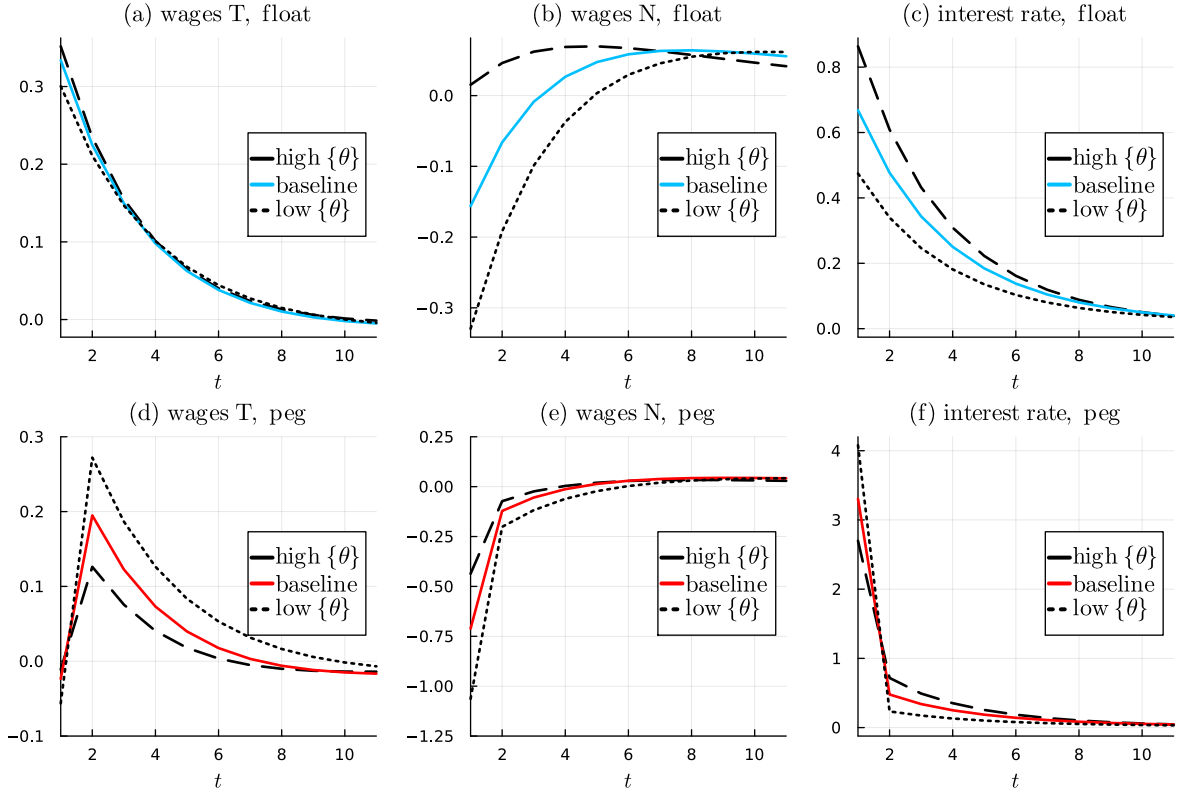 (a) wages T, float
0.3
0.2
0.1
0.0
high {θ}
baseline
low {θ}
2 4 6 8 10
t
(b) wages N, float
0.0
−0.1
−0.2
−0.3
high {θ}
baseline
low {θ}
2 4 6 8 10
t
(c) interest rate, float
0.8
0.6
0.4
0.2
0.0
high {θ}
baseline
low {θ}
2 4 6 8 10
t
(d) wages T, peg
0.3
0.2
0.1
0.0
−0.1
high {θ}
baseline
low {θ}
2 4 6 8 10
t
(e) wages N, peg
0.25
0.00
−0.25
−0.50
−0.75
−1.00
−1.25
high {θ}
baseline
low {θ}
2 4 6 8 10
t
(f) interest rate, peg
4
3
2
1
0
high {θ}
baseline
low {θ}
2 4 6 8 10
t